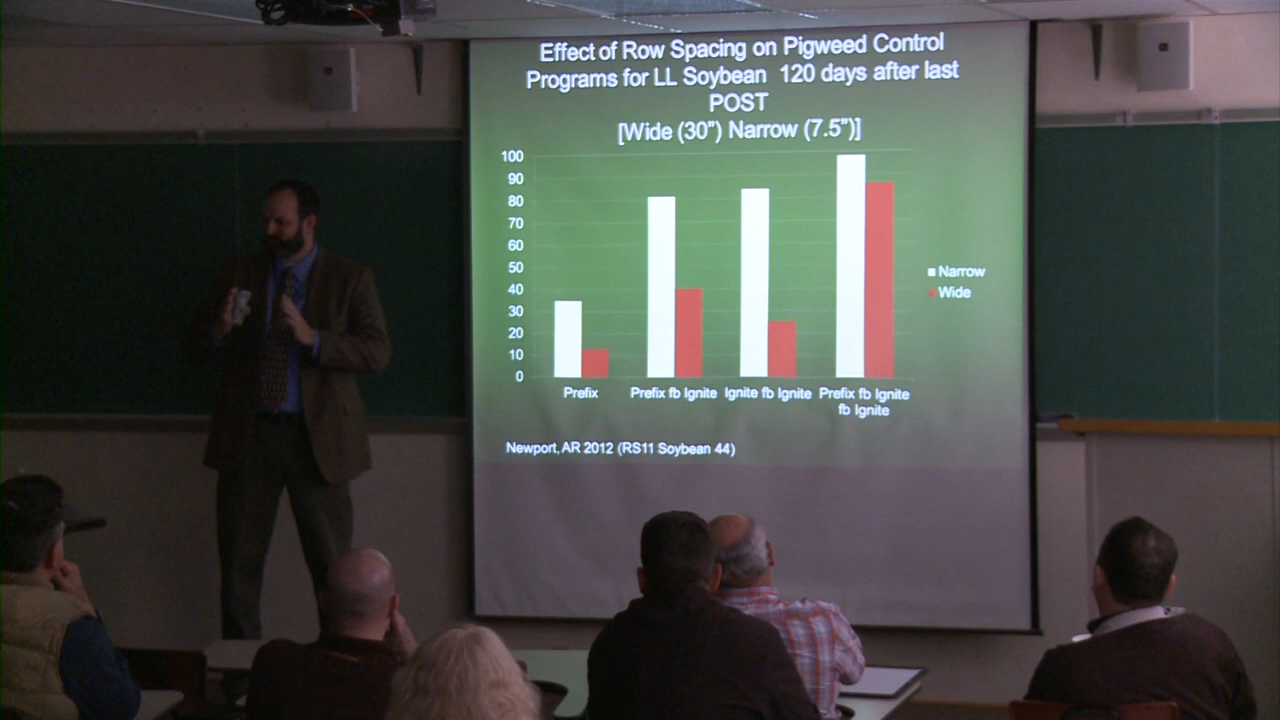 Effect of Row Spacing on Pigweed Control
Programs for LL Soybean 120 days after last
POST
[Wide (30") Narrow (7.5")]
100
90
80
70
60
50
40
30
20
10
0
Narrow
Wide
Prefix
Prefix fb Ignite
Ignite fb Ignite
Prefix fb Ignite
fb Ignite
Newport, AR 2012 (RS11 Soybean 44)